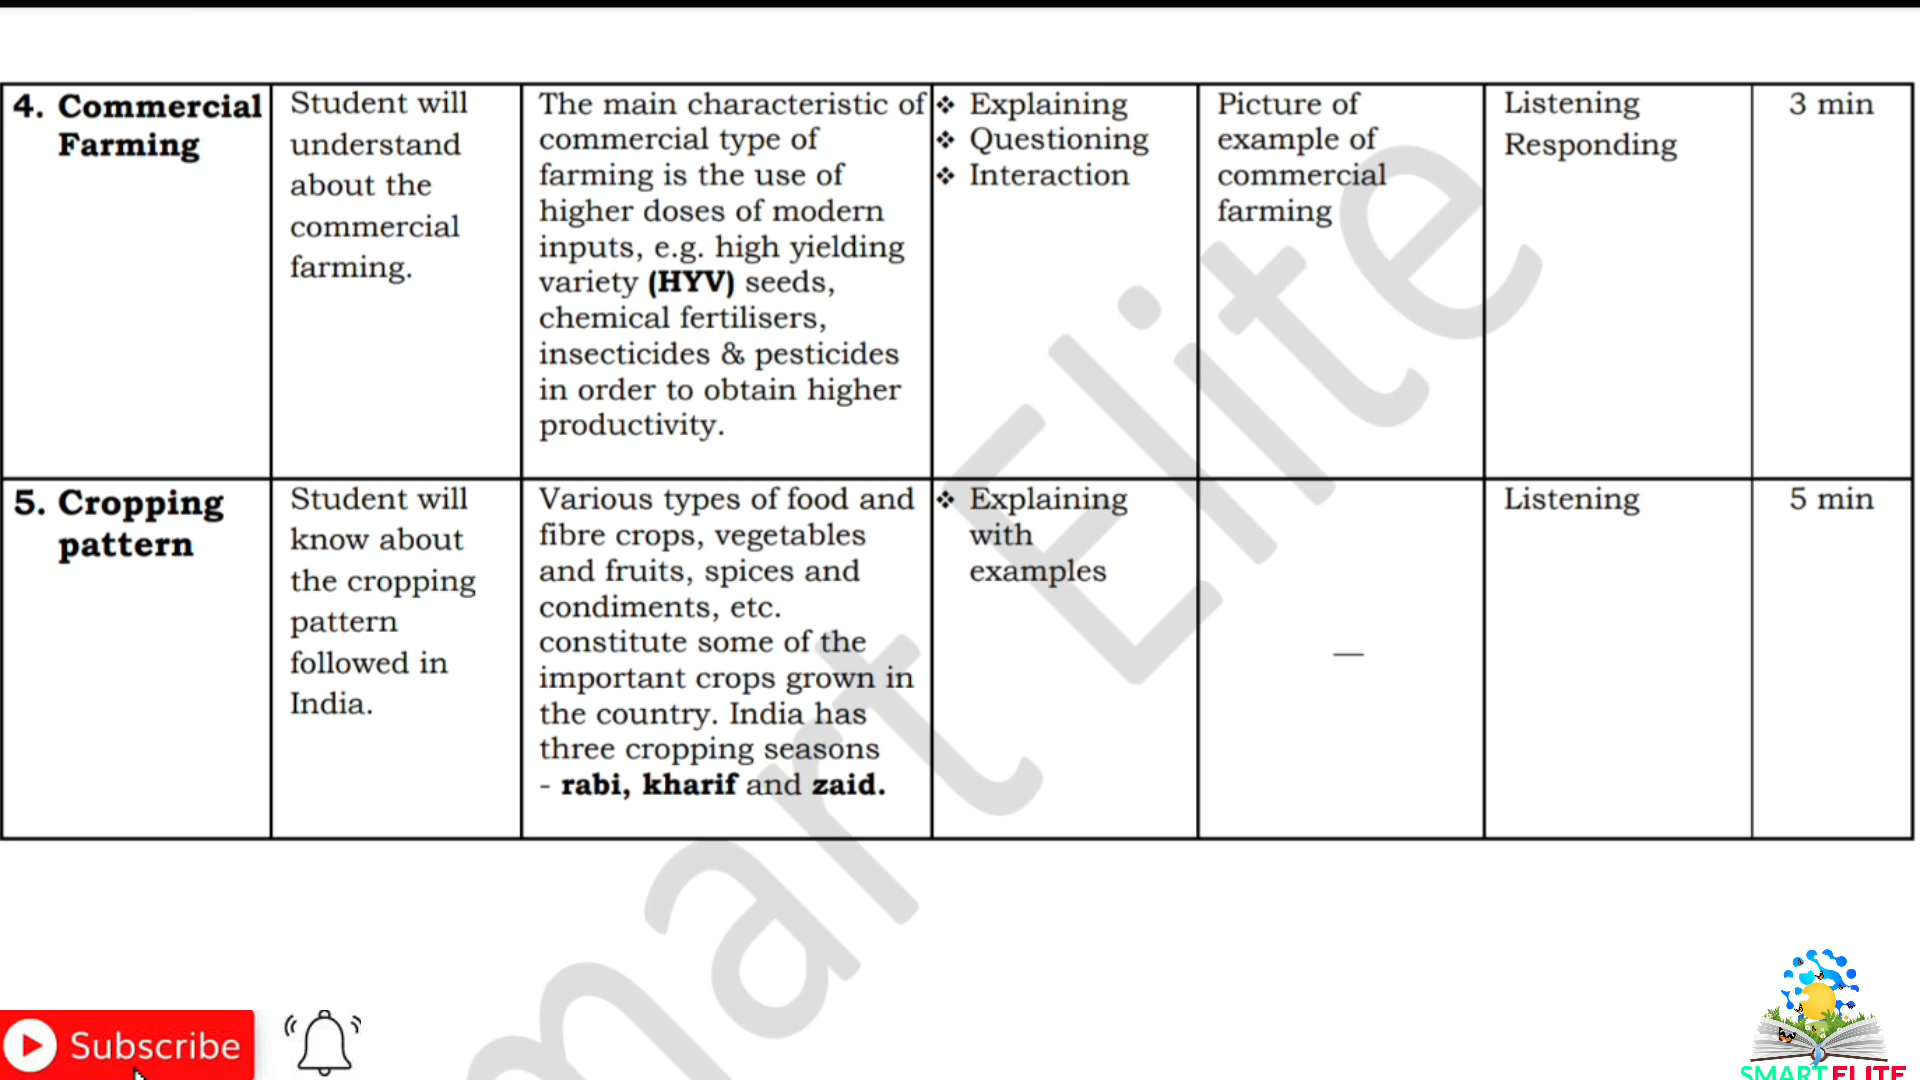 4. Commercial
Farming
Student will
understand
about the
commercial
farming.
The main characteristic of
commercial type of
farming is the use of
higher doses of modern
inputs, e.g. high yielding
variety (HYV) seeds,
chemical fertilisers,
insecticides & pesticides
in order to obtain higher
productivity.
❖ Explaining
❖ Questioning
❖ Interaction
Picture of
example of
commercial
farming
Listening
Responding
3 min
5. Cropping
pattern
Student will
know about
the cropping
pattern
followed in
India.
Various types of food and
fibre crops, vegetables
and fruits, spices and
condiments, etc.
constitute some of the
important crops grown in
the country. India has
three cropping seasons
- rabi, kharif and zaid.
❖ Explaining
with
examples
—
Listening
5 min
mart Elite
Subscribe
SMART ELITE